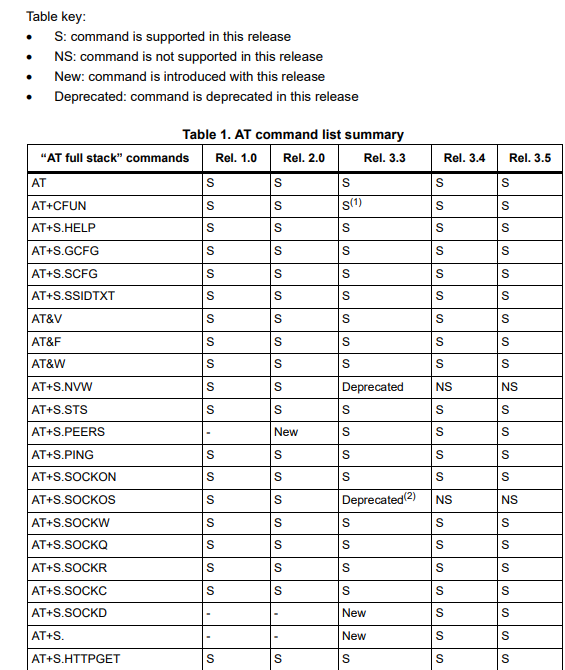 Table key:
• S: command is supported in this release
• NS: command is not supported in this release
• New: command is introduced with this release
• Deprecated: command is deprecated in this release
Table 1. AT command list summary
“AT full stack” commands Rel. 1.0 Rel. 2.0 Rel. 3.3 Rel. 3.4 Rel. 3.5
AT S S S S S
AT+CFUN S S S(1) S S
AT+S.HELP S S S S S
AT+S.GCFG S S S S S
AT+S.SCFG S S S S S
AT+S.SSIDTXT S S S S S
AT&V S S S S S
AT&F S S S S S
AT&W S S S S S
AT+S.NVW S S Deprecated NS NS
AT+S.STS S S S S S
AT+S.PEERS - New S S S
AT+S.PING S S S S S
AT+S.SOCKON S S S S S
AT+S.SOCKOS S S Deprecated(2) NS NS
AT+S.SOCKW S S S S S
AT+S.SOCKQ S S S S S
AT+S.SOCKR S S S S S
AT+S.SOCKC S S S S S
AT+S.SOCKD - - New S S
AT+S. - - New S S
AT+S.HTTPGET S S S S S